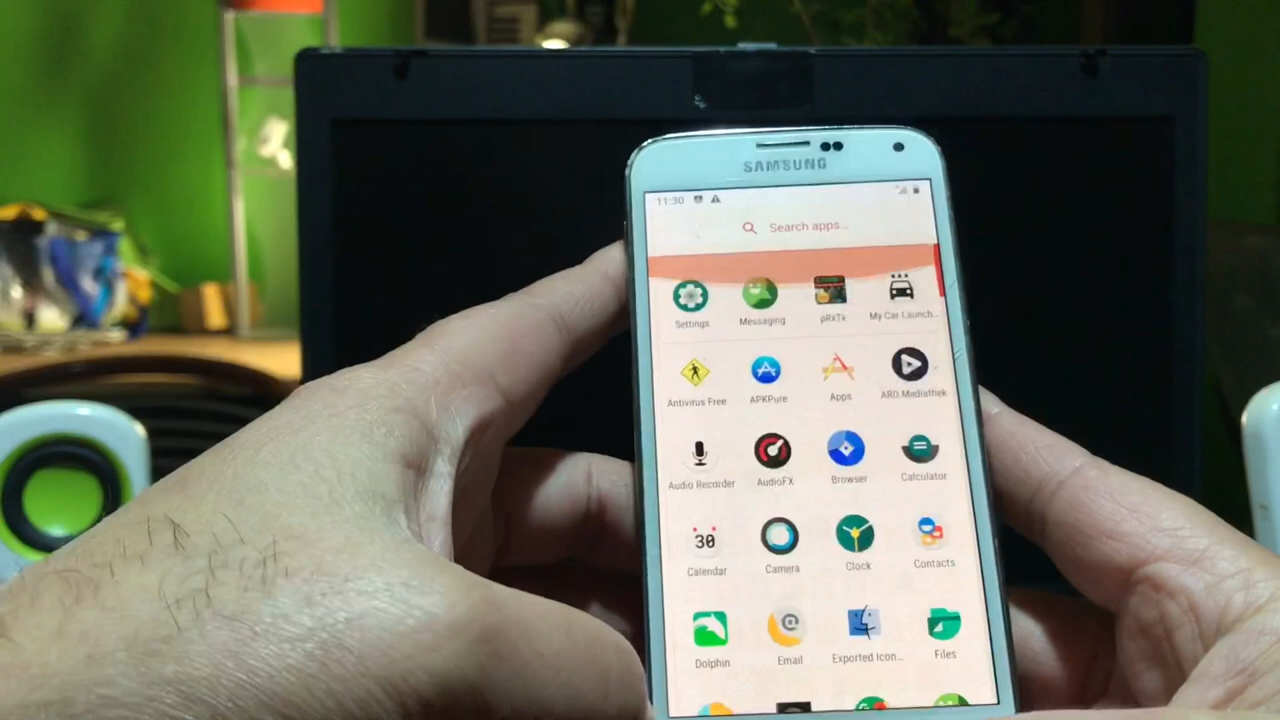 SAMSUNG
11:30
Search apps...
Settings Messaging pRxTx My Car Launch...
Antivirus Free APKPure Apps ARD Mediathek
Audio Recorder AudioFX Browser Calculator
30
Calendar Camera Clock Contacts
@
Dolphin Email Exported Icon... Files